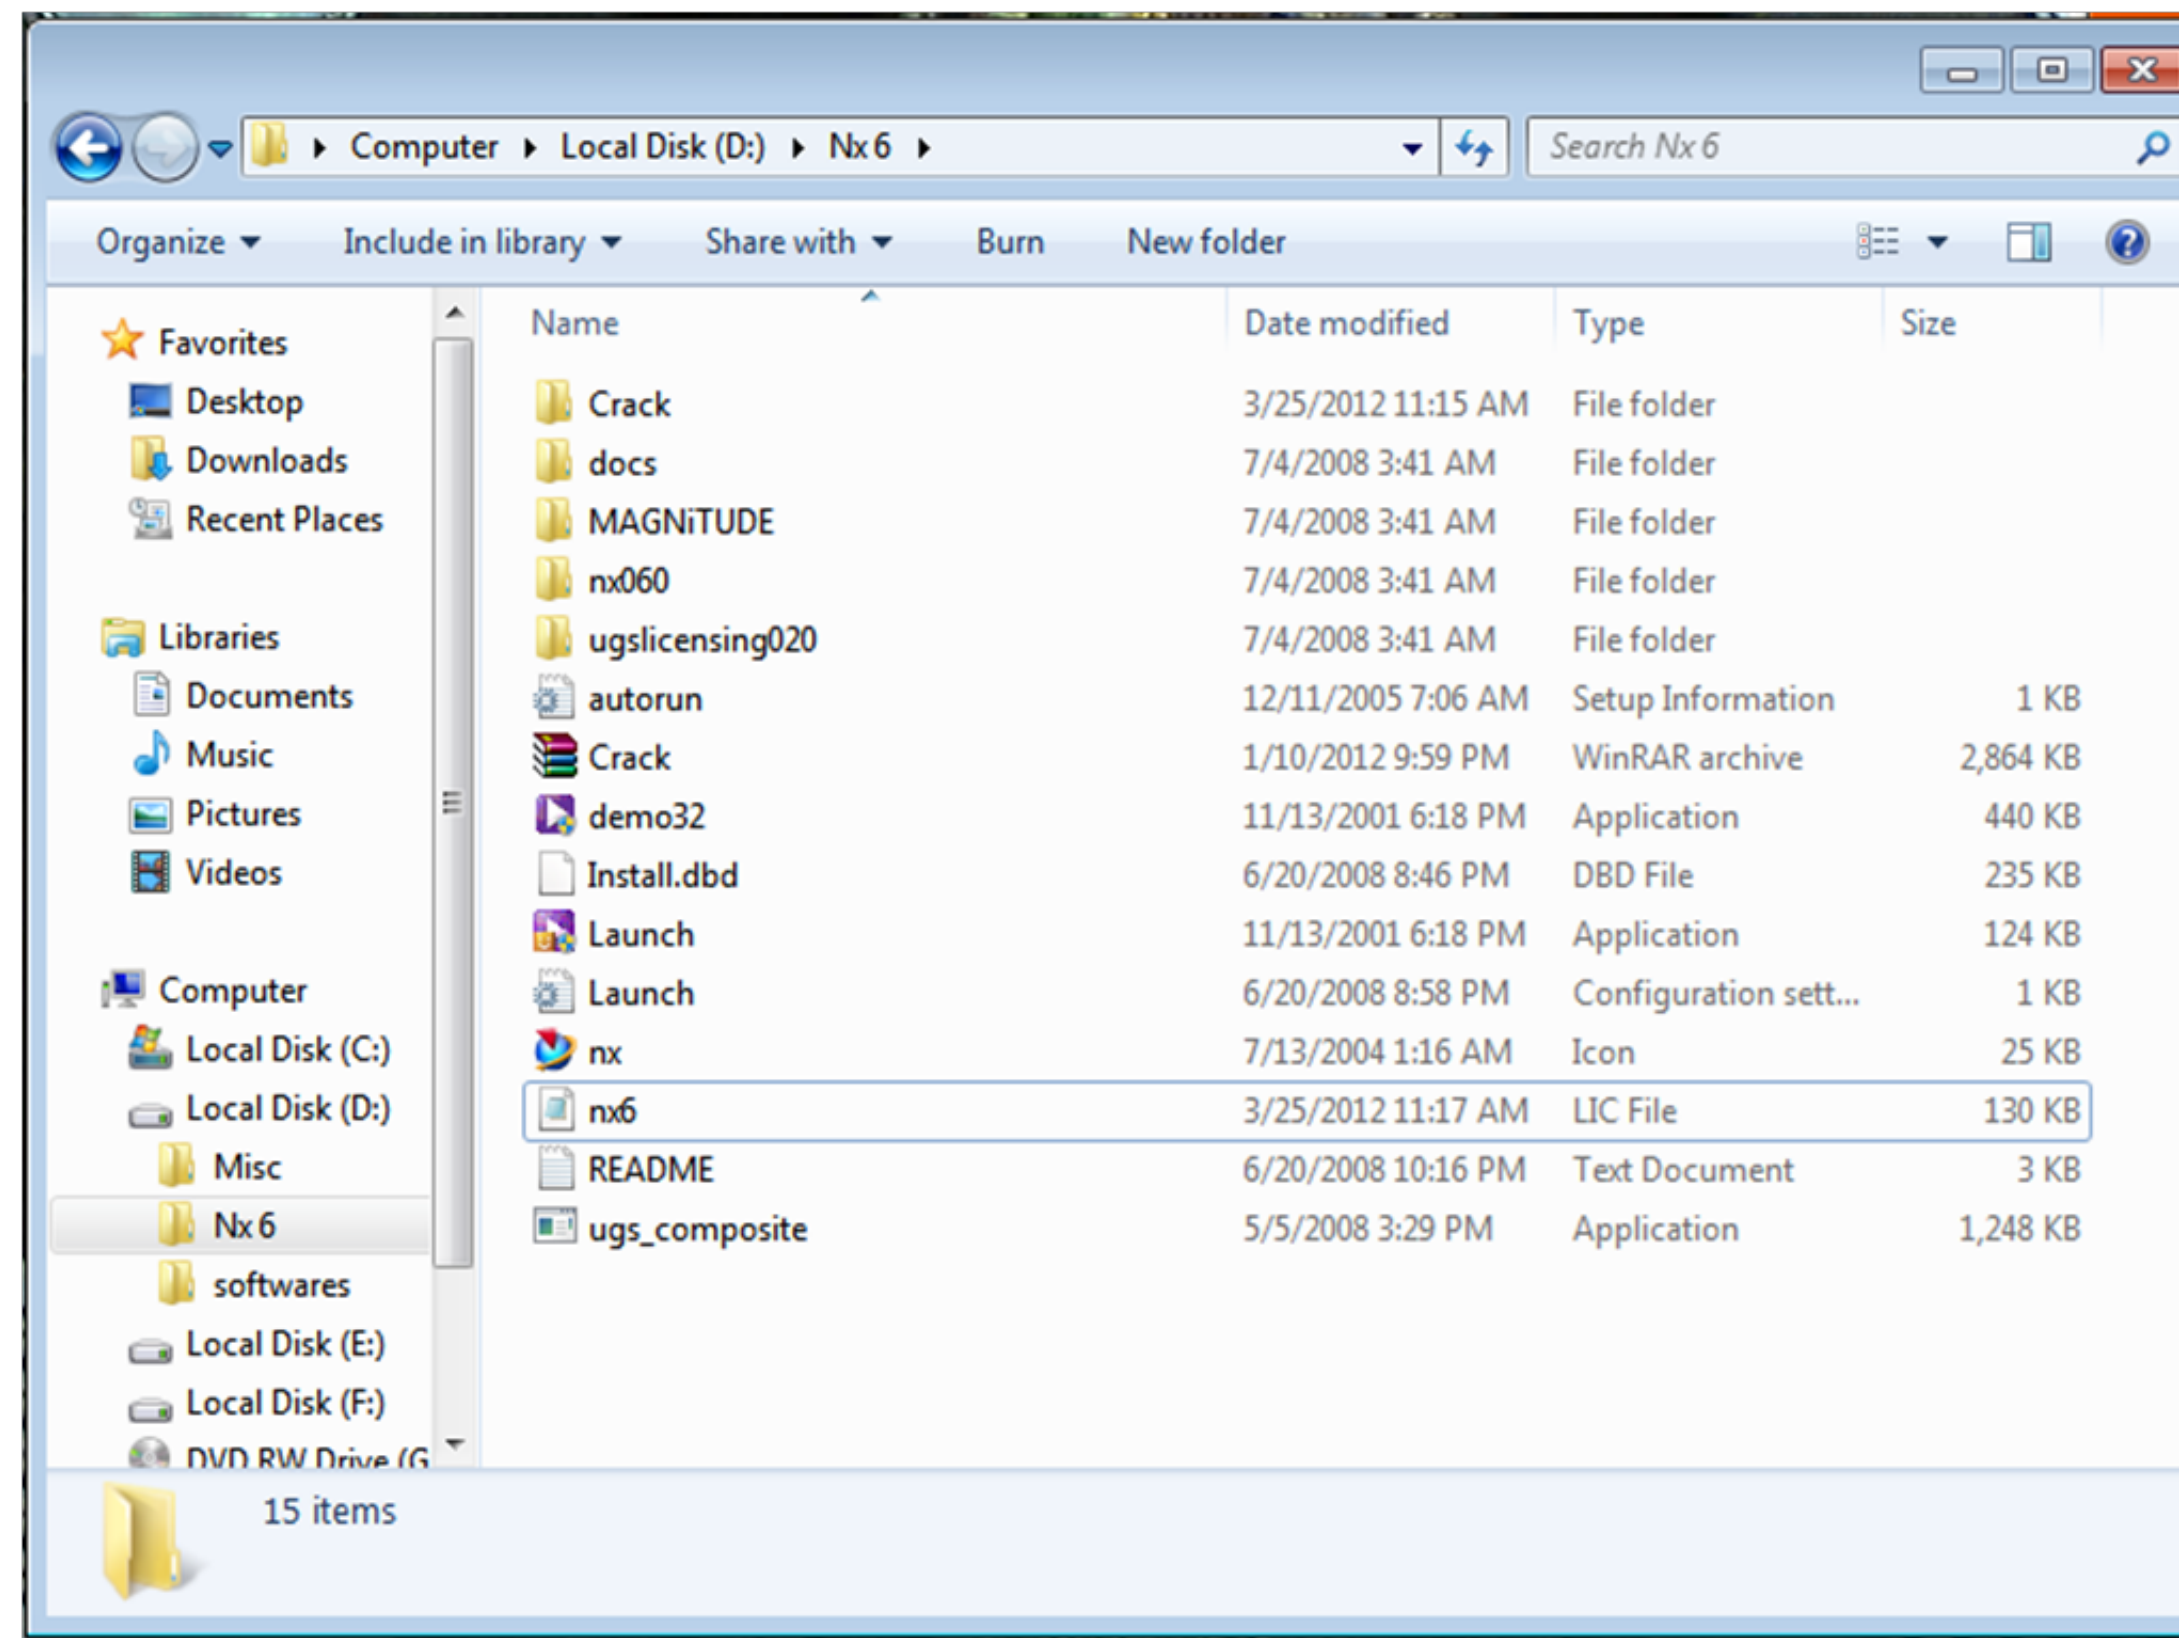 Computer Local Disk (D:) Nx 6
Search Nx 6
Organize Include in library Share with Burn New folder
Favorites
Desktop
Downloads
Recent Places
Libraries
Documents
Music
Pictures
Videos
Computer
Local Disk (C:)
Local Disk (D:)
Misc
Nx 6
softwares
Local Disk (E:)
Local Disk (F:)
DVD RW Drive (G
Name Date modified Type Size
Crack 3/25/2012 11:15 AM File folder
docs 7/4/2008 3:41 AM File folder
MAGNiTUDE 7/4/2008 3:41 AM File folder
nx060 7/4/2008 3:41 AM File folder
ugslicensing020 7/4/2008 3:41 AM File folder
autorun 12/11/2005 7:06 AM Setup Information 1 KB
Crack 1/10/2012 9:59 PM WinRAR archive 2,864 KB
demo32 11/13/2001 6:18 PM Application 440 KB
Install.dbd 6/20/2008 8:46 PM DBD File 235 KB
Launch 11/13/2001 6:18 PM Application 124 KB
Launch 6/20/2008 8:58 PM Configuration sett... 1 KB
nx 7/13/2004 1:16 AM Icon 25 KB
nx6 3/25/2012 11:17 AM LIC File 130 KB
README 6/20/2008 10:16 PM Text Document 3 KB
ugs_composite 5/5/2008 3:29 PM Application 1,248 KB
15 items